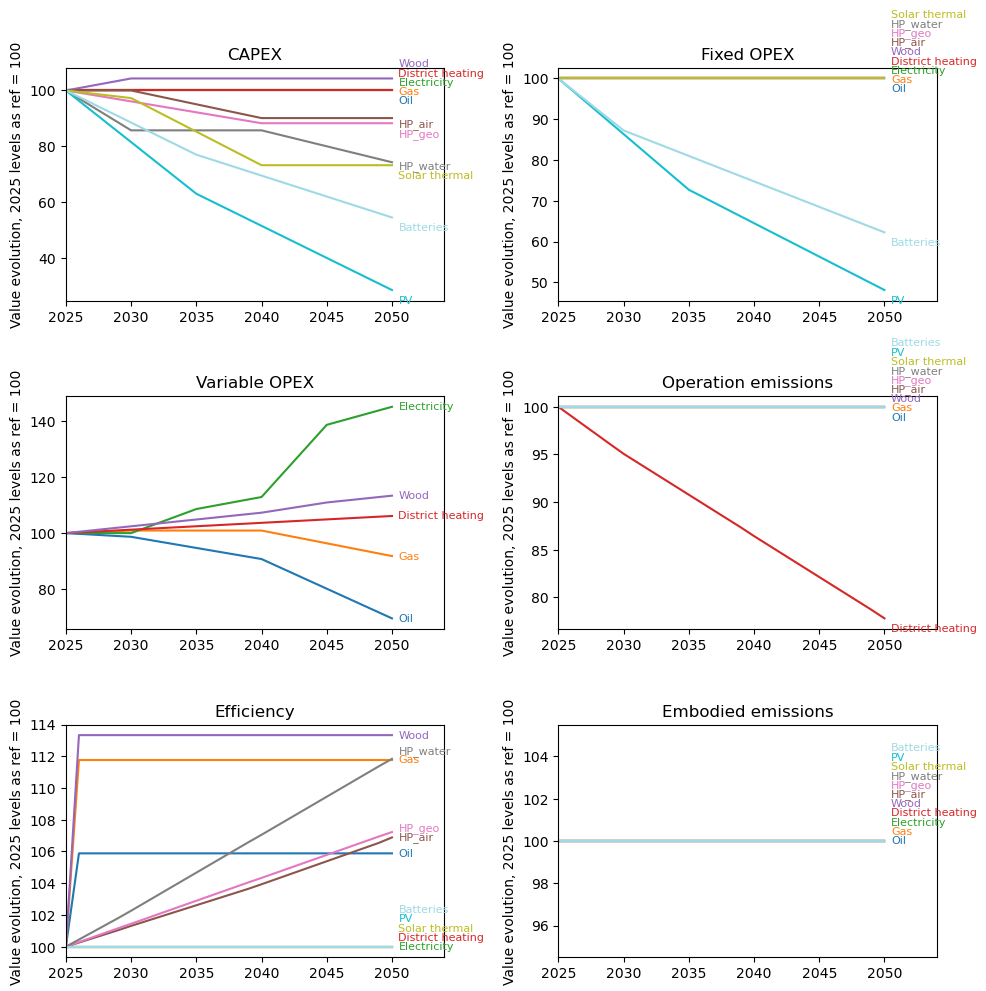 CAPEX
Value evolution, 2025 levels as ref = 100
100
80
60
40
2025
2030
2035
2040
2045
2050
Wood
District heating
Electricity
Gas
Oil
HP_air
HP_geo
HP_water
Solar thermal
Batteries
PV
Fixed OPEX
Value evolution, 2025 levels as ref = 100
100
90
80
70
60
50
2025
2030
2035
2040
2045
2050
Solar thermal
HP_water
HP_geo
HP_air
Wood
District heating
Electricity
Gas
Oil
Batteries
PV
Variable OPEX
Value evolution, 2025 levels as ref = 100
140
120
100
80
2025
2030
2035
2040
2045
2050
Electricity
Wood
District heating
Gas
Oil
Operation emissions
Value evolution, 2025 levels as ref = 100
100
95
90
85
80
2025
2030
2035
2040
2045
2050
Batteries
PV
Solar thermal
HP_water
HP_geo
HP_air
Wood
Gas
Oil
District heating
Efficiency
Value evolution, 2025 levels as ref = 100
114
112
110
108
106
104
102
100
2025
2030
2035
2040
2045
2050
Wood
HP_water
Gas
HP_geo
HP_air
Oil
Batteries
PV
Solar thermal
District heating
Electricity
Embodied emissions
Value evolution, 2025 levels as ref = 100
104
102
100
98
96
2025
2030
2035
2040
2045
2050
Batteries
PV
Solar thermal
HP_water
HP_geo
HP_air
Wood
District heating
Electricity
Gas
Oil